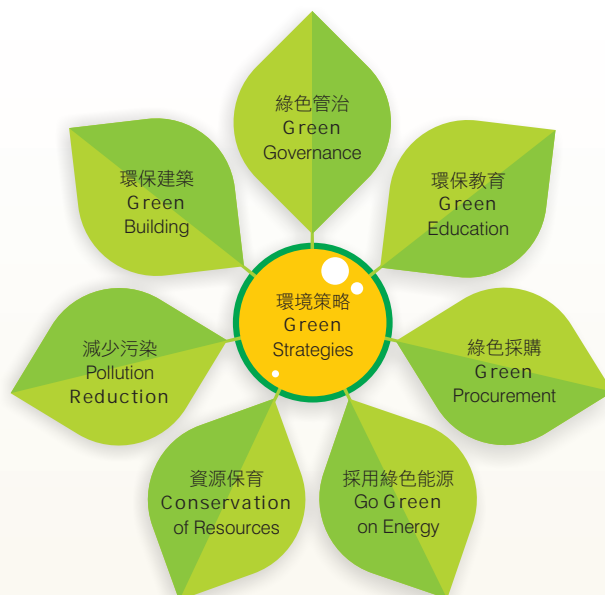 綠色管治
Green
Governance
環保建築
Green
Building
環保教育
Green
Education
環境策略
Green
Strategies
減少污染
Pollution
Reduction
綠色採購
Green
Procurement
資源保育
Conservation
of Resources
採用綠色能源
Go Green
on Energy